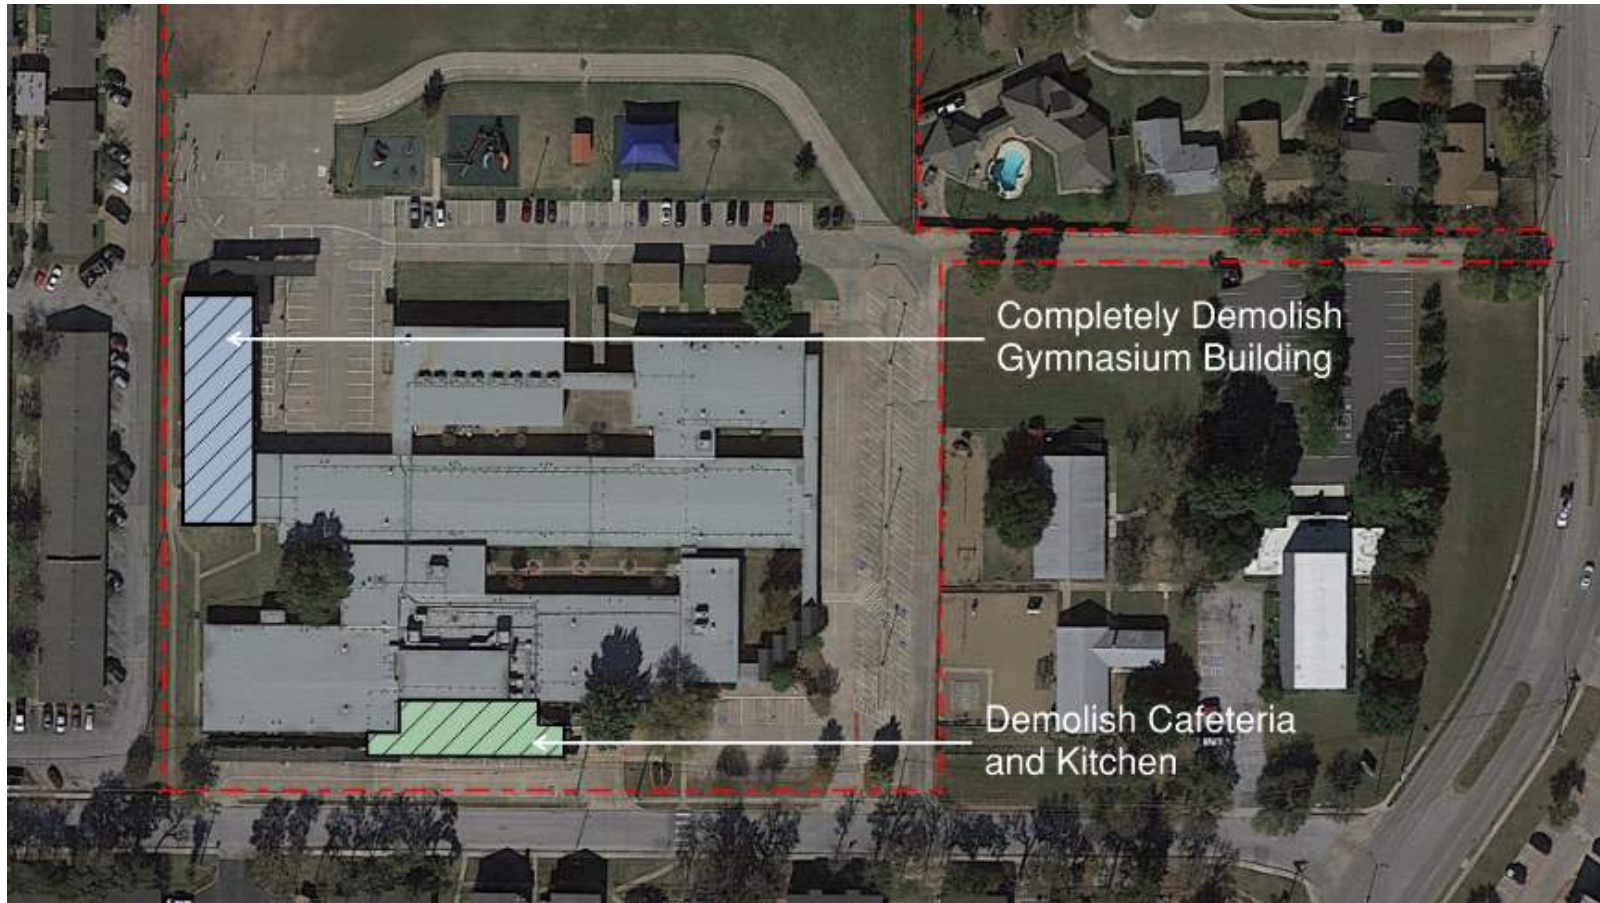 Completely Demolish
Gymnasium Building
Demolish Cafeteria
and Kitchen